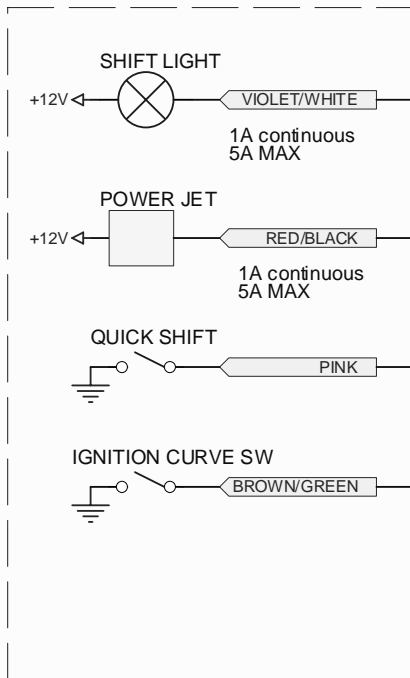 SHIFT LIGHT
+12V
VIOLET/WHITE
1A continuous
5A MAX
POWER JET
+12V
RED/BLACK
1A continuous
5A MAX
QUICK SHIFT
PINK
IGNITION CURVE SW
BROWN/GREEN